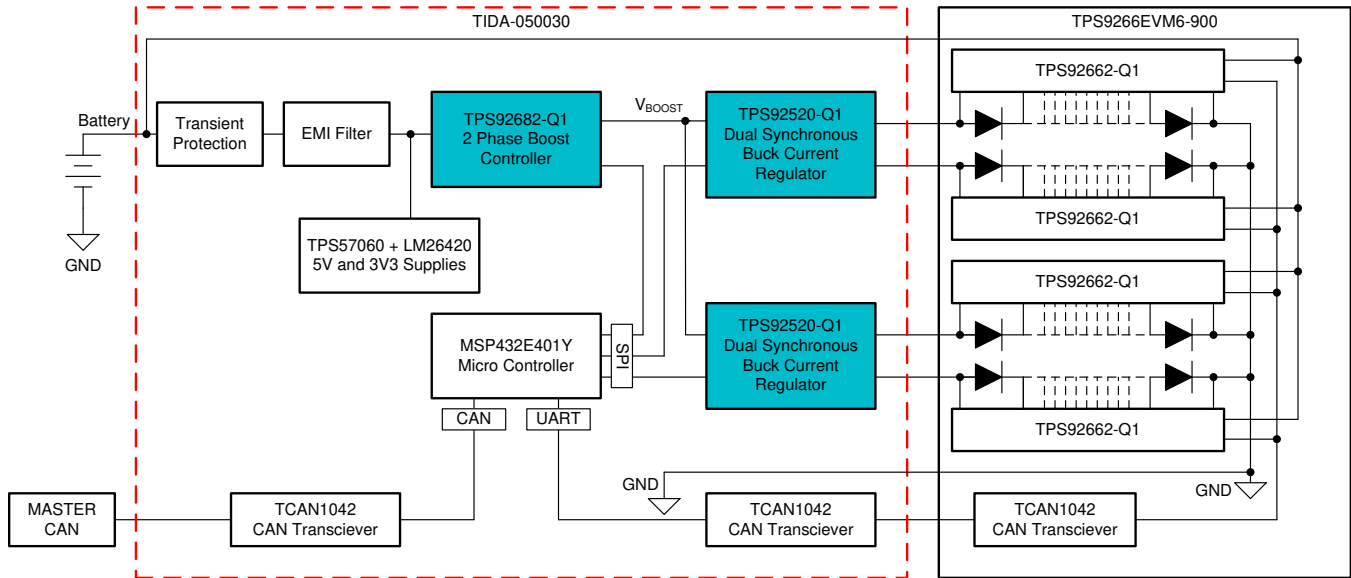 TIDA-050030
TPS9266EVM6-900
Battery
GND
Transient
Protection
EMI Filter
TPS92682-Q1
2 Phase Boost
Controller
VBOOST
TPS92520-Q1
Dual Synchronous
Buck Current
Regulator
TPS92662-Q1
TPS92662-Q1
TPS57060 + LM26420
5V and 3V3 Supplies
MSP432E401Y
Micro Controller
SPI
CAN
UART
TPS92520-Q1
Dual Synchronous
Buck Current
Regulator
TPS92662-Q1
TPS92662-Q1
GND
GND
MASTER
CAN
TCAN1042
CAN Transciever
TCAN1042
CAN Transciever
TCAN1042
CAN Transciever